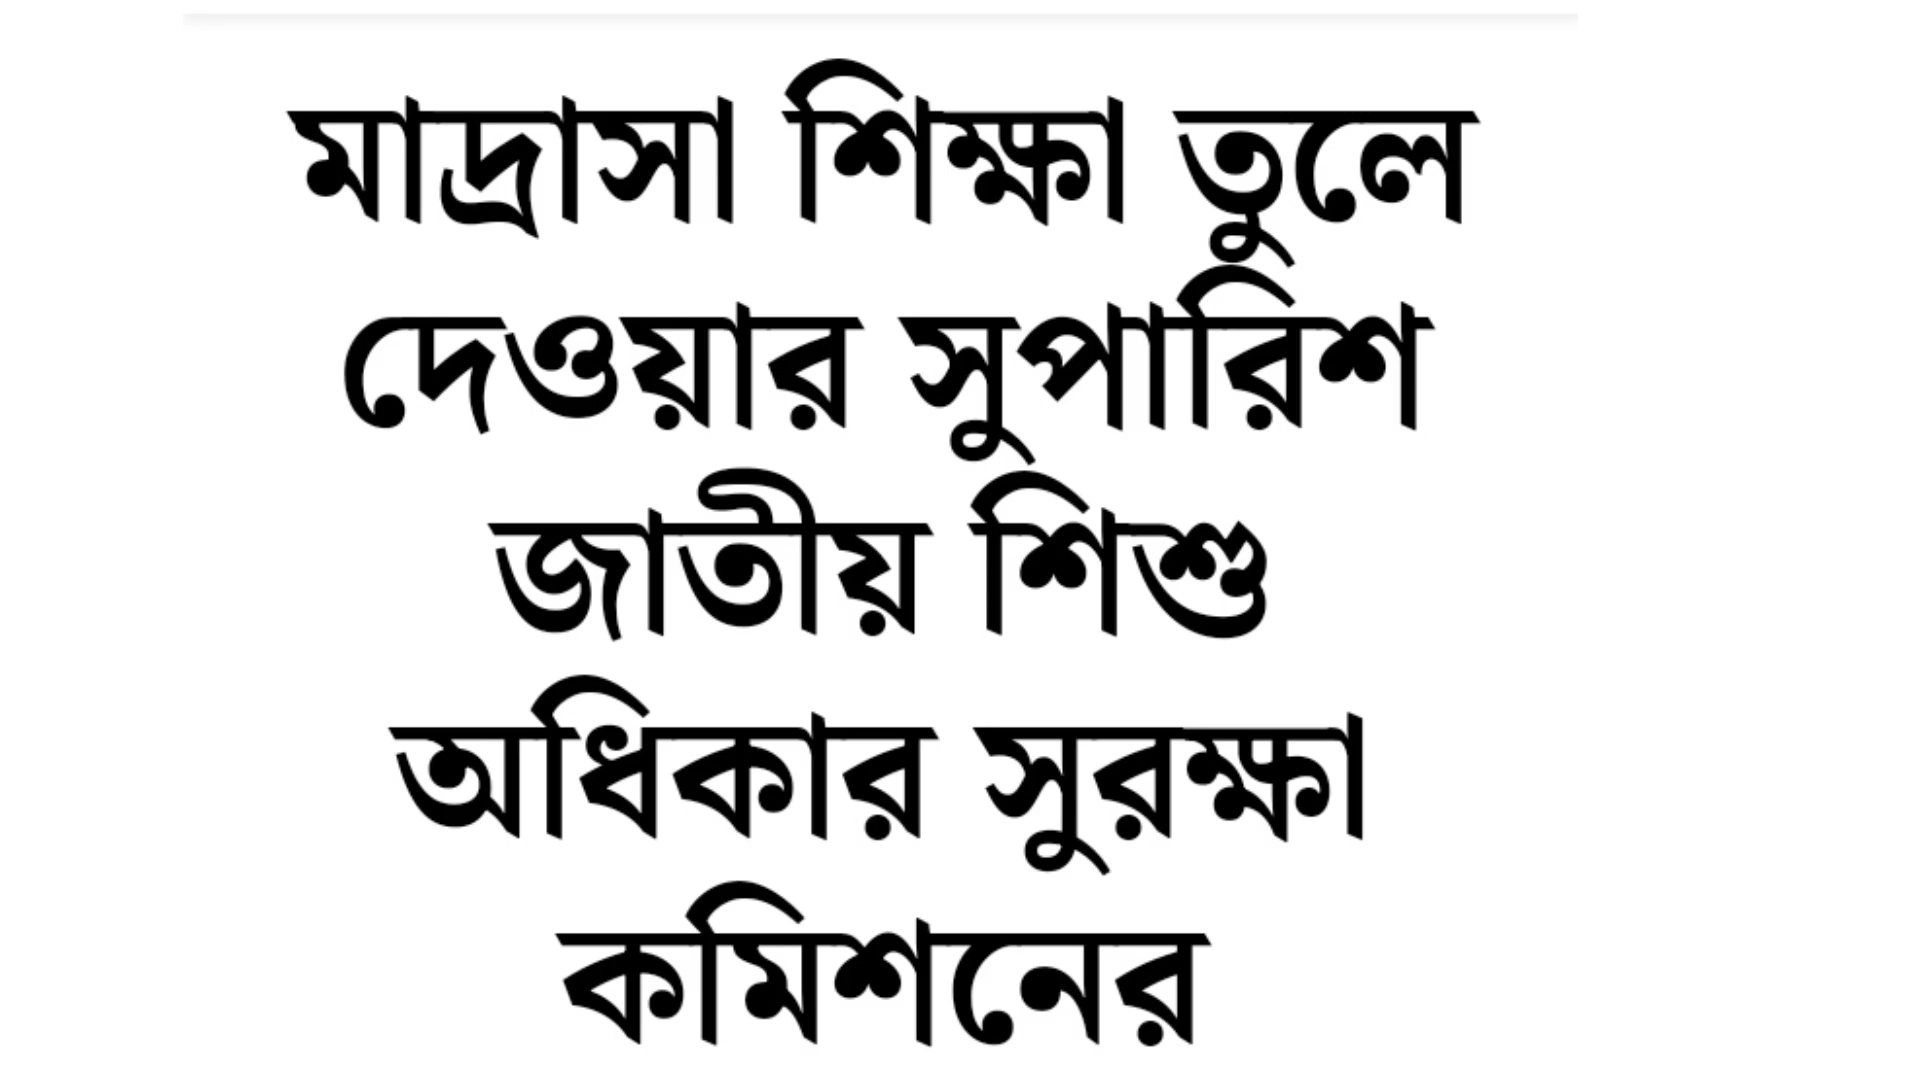 মাদ্রাসা শিক্ষা তুলে
দেওয়ার সুপারিশ
জাতীয় শিশু
অধিকার সুরক্ষা
কমিশনের